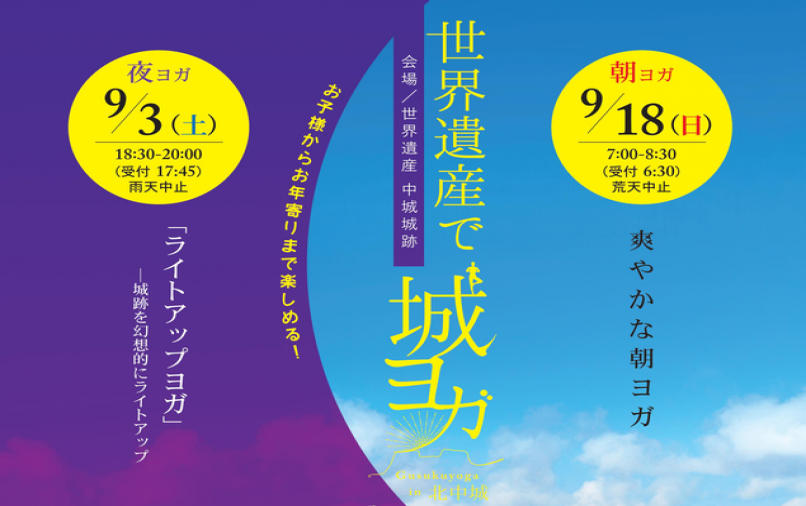 夜ヨガ
9/3(土)
18:30-20:00
(受付 17:45)
雨天中止
「ライトアップヨガ」
―城跡を幻想的にライトアップ
お子様からお年寄りまで楽しめる!
会場/世界遺産 中城城跡
世界遺産で
城ヨガ
Gusukuyoga
in 北中城
朝ヨガ
9/18(日)
7:00-8:30
(受付 6:30)
荒天中止
爽やかな朝ヨガ